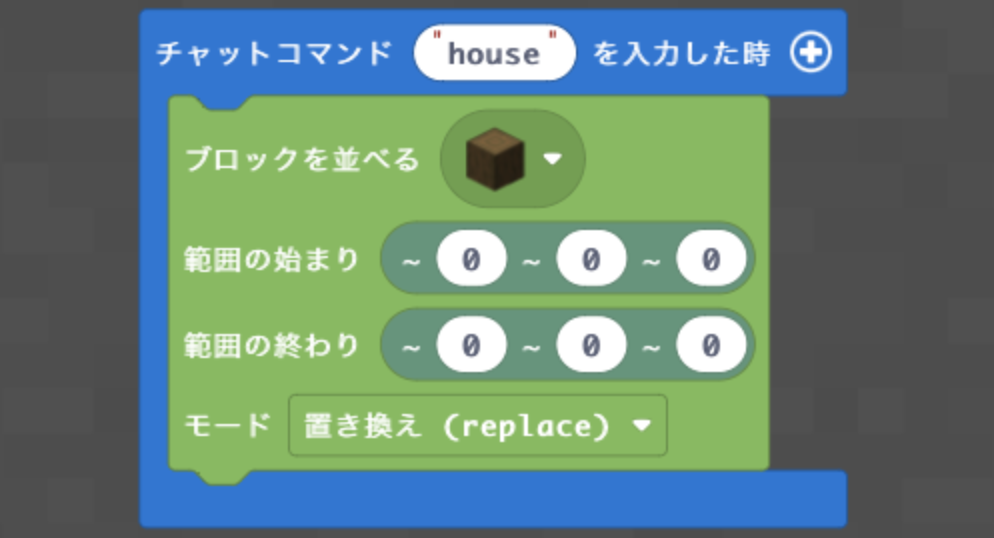 チャットコマンド "house" を入力した時
ブロックを並べる
範囲の始まり ~ 0 ~ 0 ~ 0
範囲の終わり ~ 0 ~ 0 ~ 0
モード 置き換え (replace)